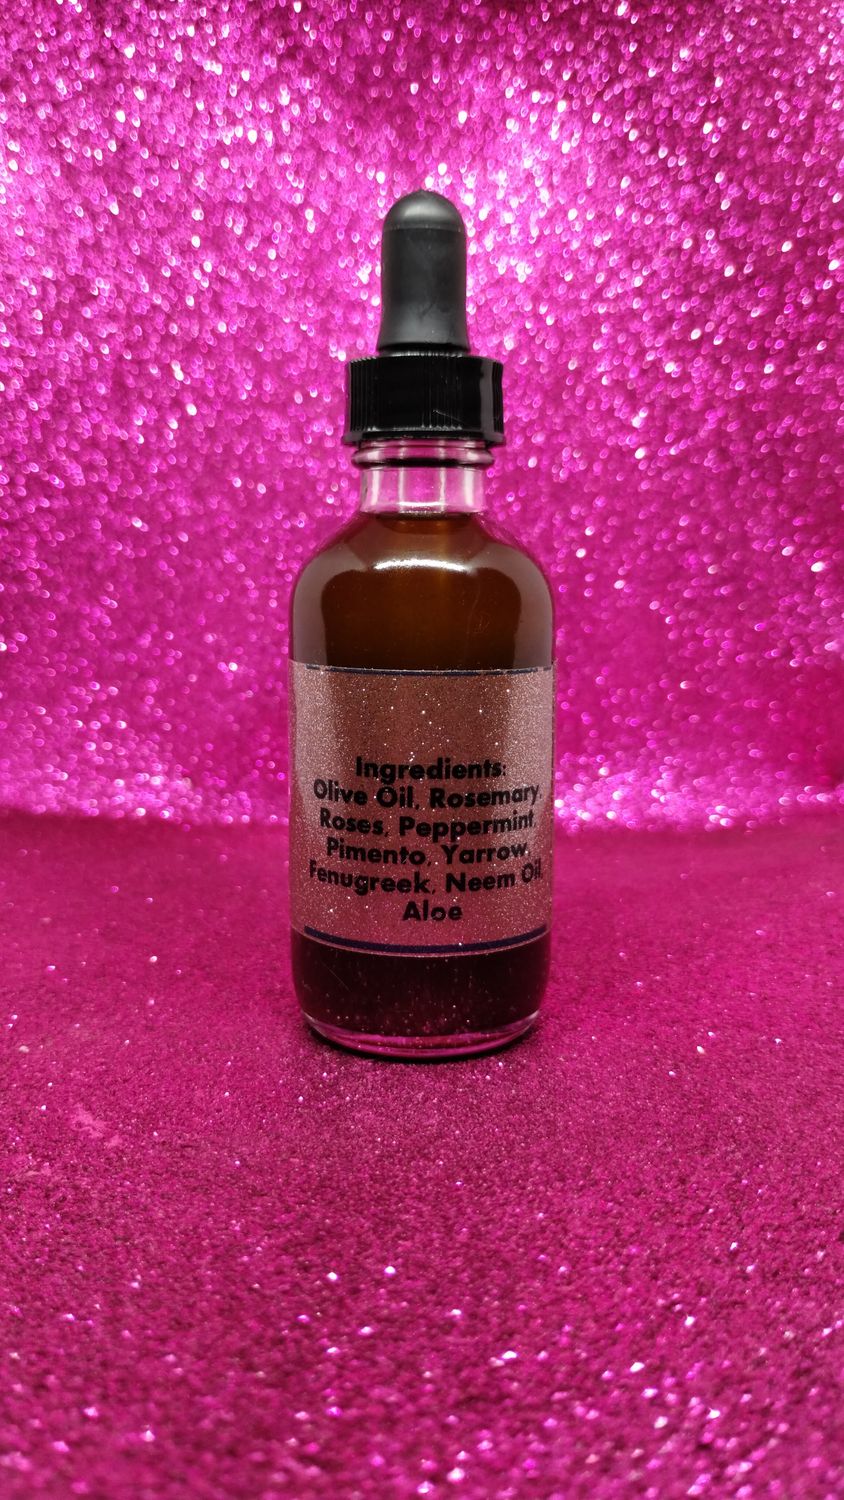 Ingredients:
Olive Oil, Rosemary,
Roses, Peppermint,
Pimento, Yarrow,
Fenugreek, Neem Oil,
Aloe